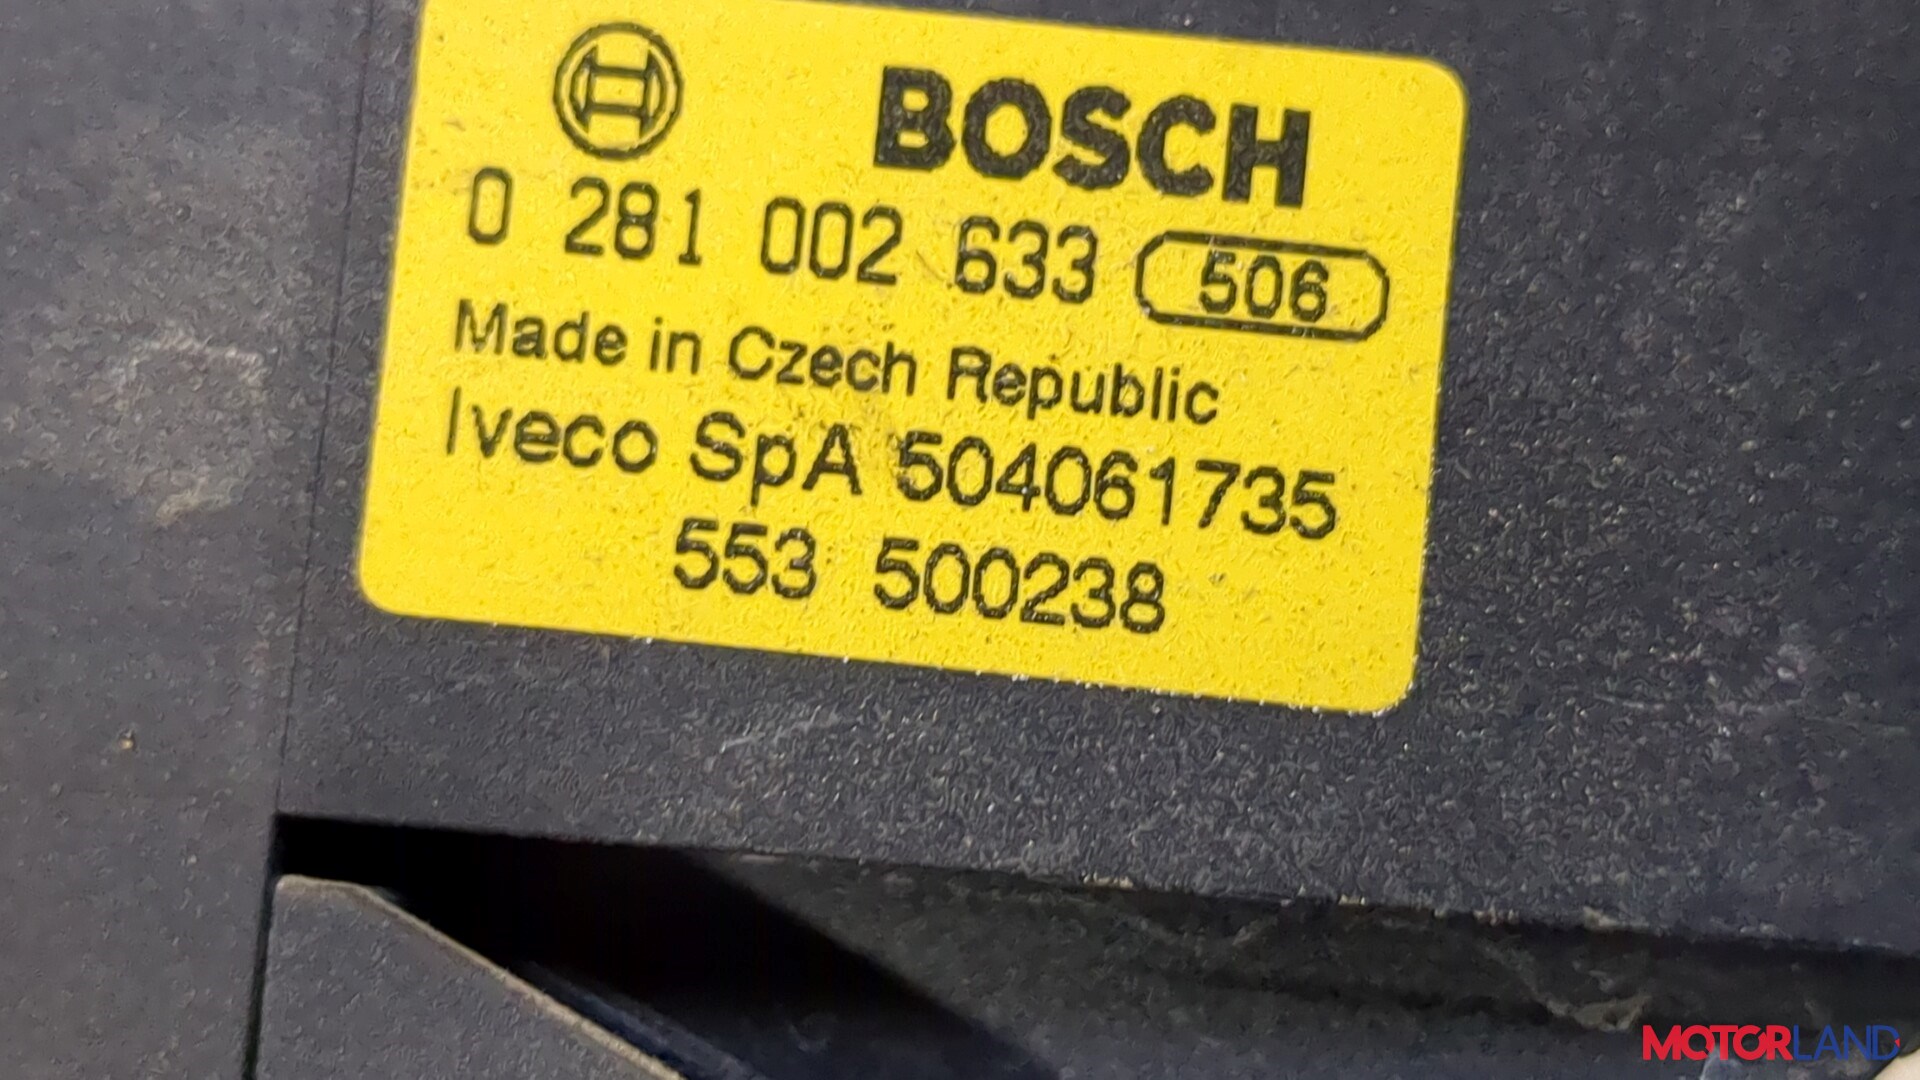 BOSCH
0 281 002 633 506
Made in Czech Republic
Iveco SpA 504061735
553 500238
MOTORLAND